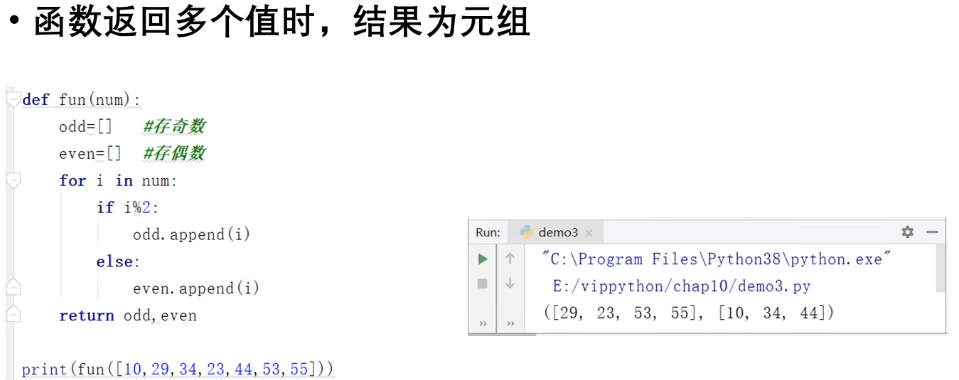 • 函数返回多个值时，结果为元组
def fun(num):
    odd=[]   #存奇数
    even=[]  #存偶数
    for i in num:
        if i%2:
            odd.append(i)
        else:
            even.append(i)
    return odd,even
print(fun([10,29,34,23,44,53,55]))
Run: demo3 ×
"C:\Program Files\Python38\python.exe"
E:/vippython/chap10/demo3.py
([29, 23, 53, 55], [10, 34, 44])